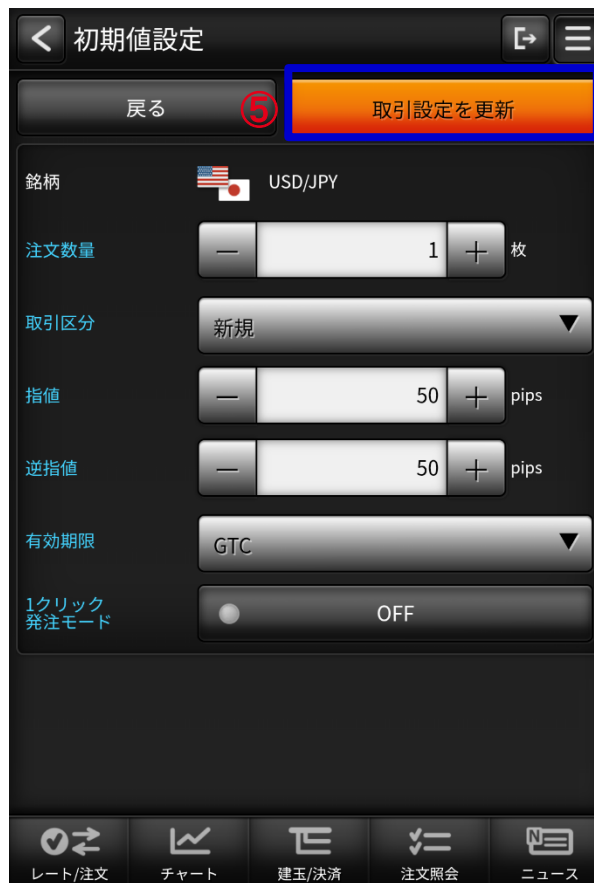 初期値設定
戻る
⑤
取引設定を更新
銘柄
USD/JPY
注文数量
1
枚
取引区分
新規
指値
50
pips
逆指値
50
pips
有効期限
GTC
1クリック
発注モード
OFF
レート/注文
チャート
建玉/決済
注文照会
N
ニュース